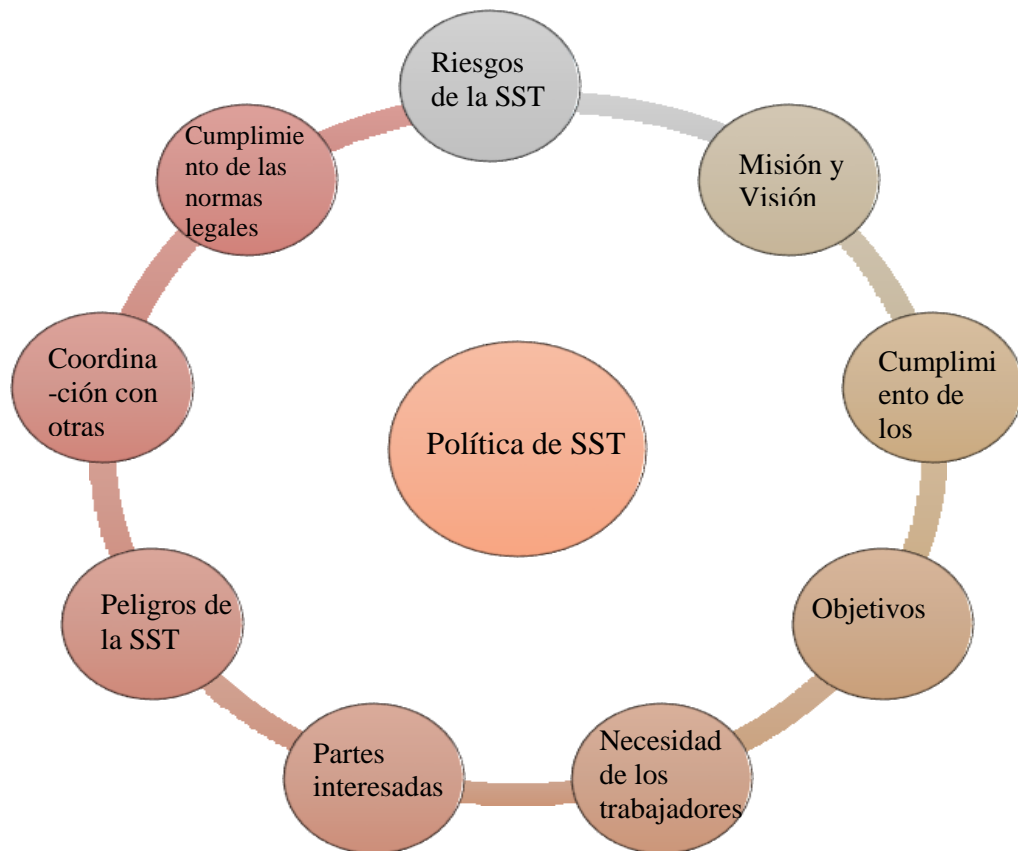 Riesgos
de la SST
Misión y
Visión
Cumplimi
ento de
los
Objetivos
Necesidad
de los
trabajadores
Partes
interesadas
Peligros de
la SST
Coordina
-ción con
otras
Cumplimie
nto de las
normas
legales
Política de SST